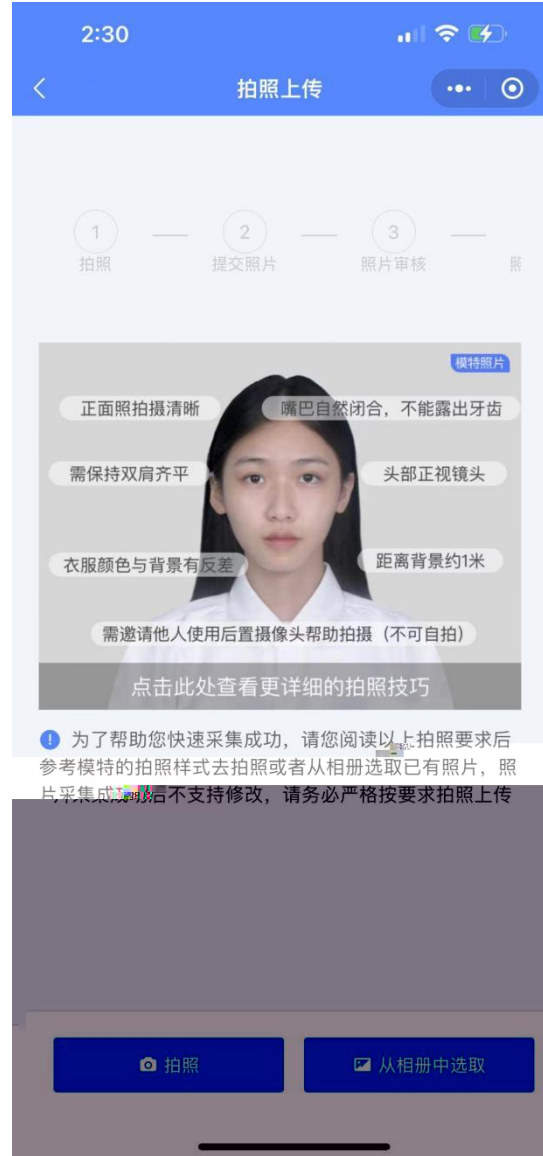 2:30
拍照上传
1
2
3
拍照
提交照片
照片审核
模特照片
正面照拍摄清晰
嘴巴自然闭合，不能露出牙齿
需保持双肩齐平
头部正视镜头
衣服颜色与背景有反差
距离背景约1米
需邀请他人使用后置摄像头帮助拍摄（不可自拍）
点击此处查看更详细的拍照技巧
为了帮助您快速采集成功，请您阅读以上拍照要求后
参考模特的拍照样式去拍照或者从相册选取已有照片，照
片采集成后不支持修改，请务必严格按要求拍照上传
拍照
从相册中选取